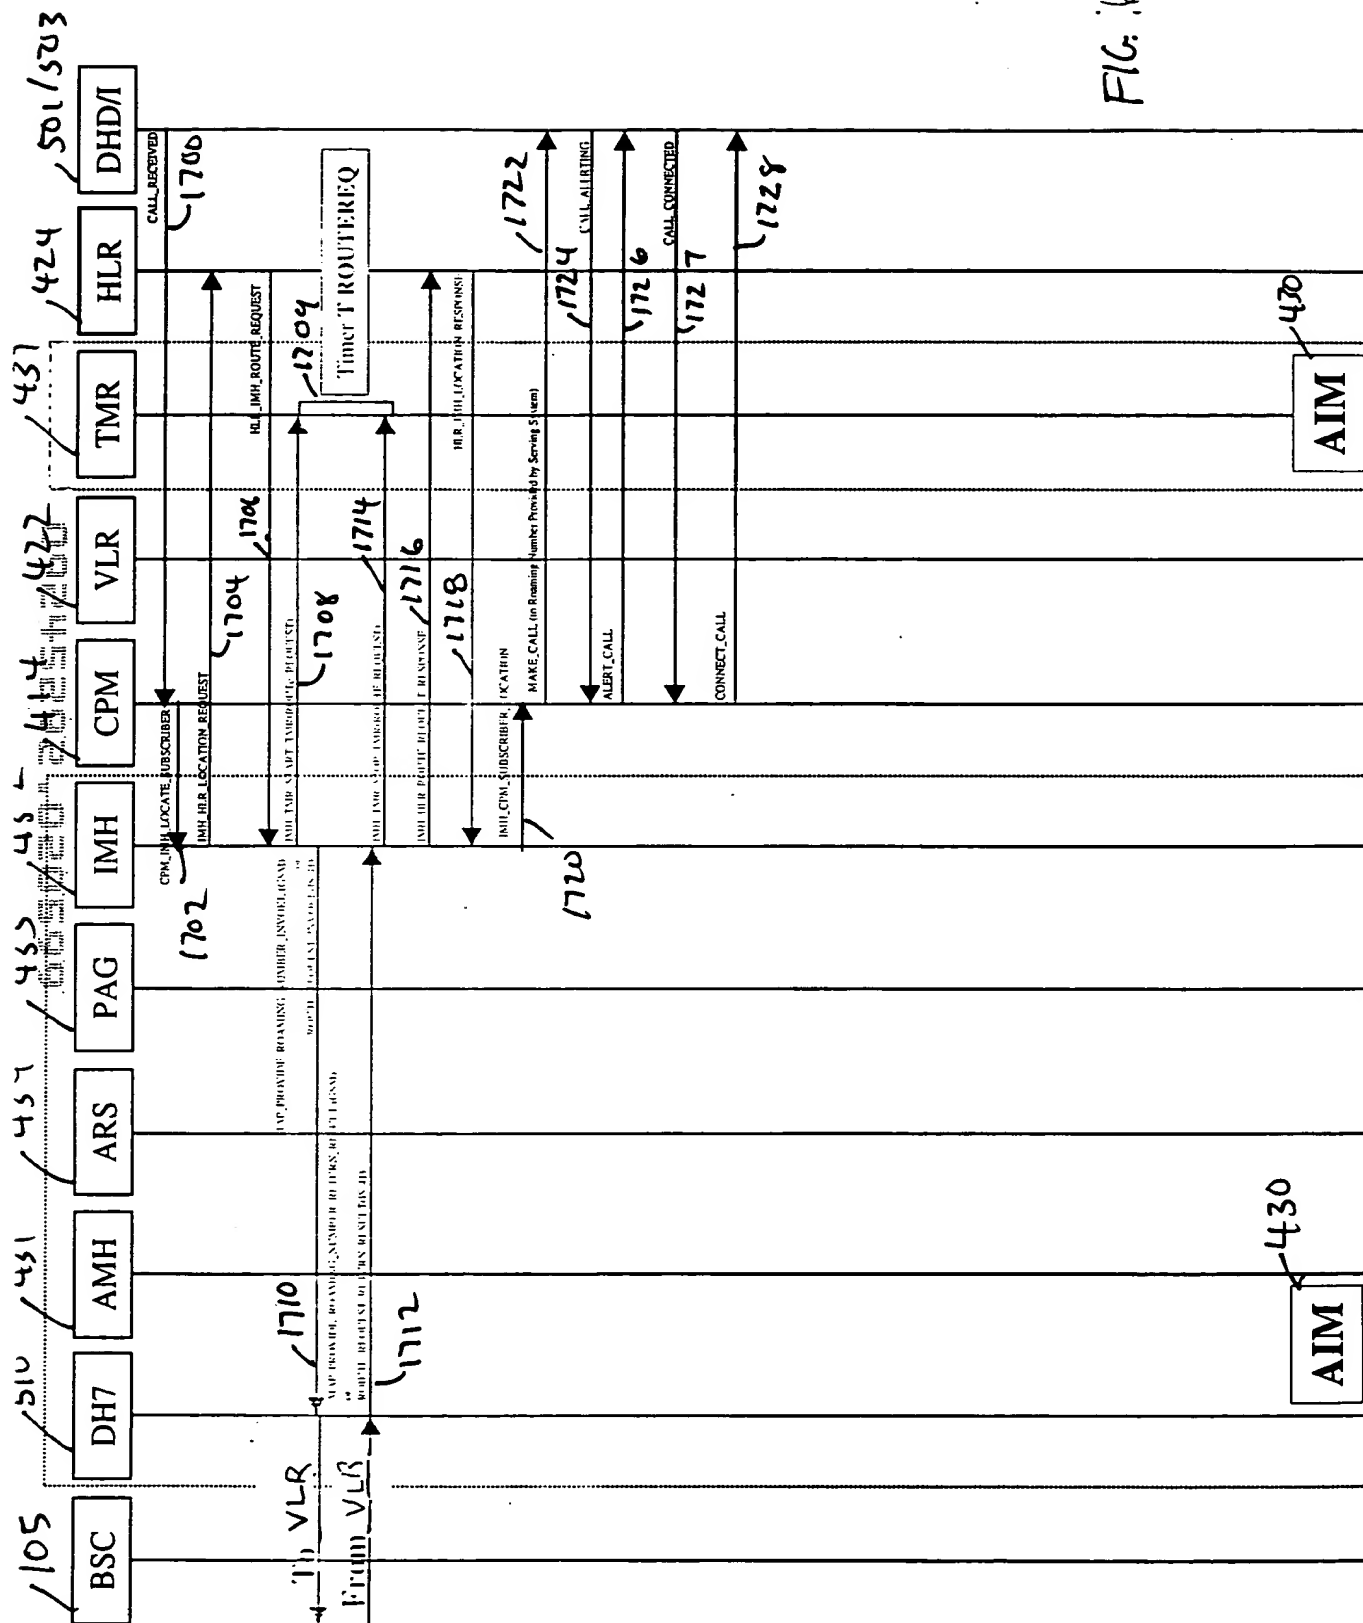 105
510
431
434
433
414
422
437
424
501/503
BSC
DH7
AMH
ARS
PAG
IMH
CPM
VLR
TMR
HLR
DHD/I
CALL_RECEIVED
1700
CPM_IMH_LOCATE_SUBSCRIBER
1702
IMH_HLR_LOCATION_REQUEST
1704
HLR_IMH_ROUTE_REQUEST
1706
1708
1709
Timer T ROUTEREQ
1710
To VLR
1712
From VLR
1714
IMH_HLR_ROUTE_REQUEST_RESPONSE
1716
HLR_IMH_LOCATION_RESPONSE
1718
IMH_CPM_SUBSCRIBER_LOCATION
1720
MAKE_CALL (to Roaming Number Provided by Serving System)
1722
CALL_ALERTING
1724
ALERT_CALL
1726
CALL_CONNECTED
1727
CONNECT_CALL
1728
AIM
430
AIM
430
FIG.